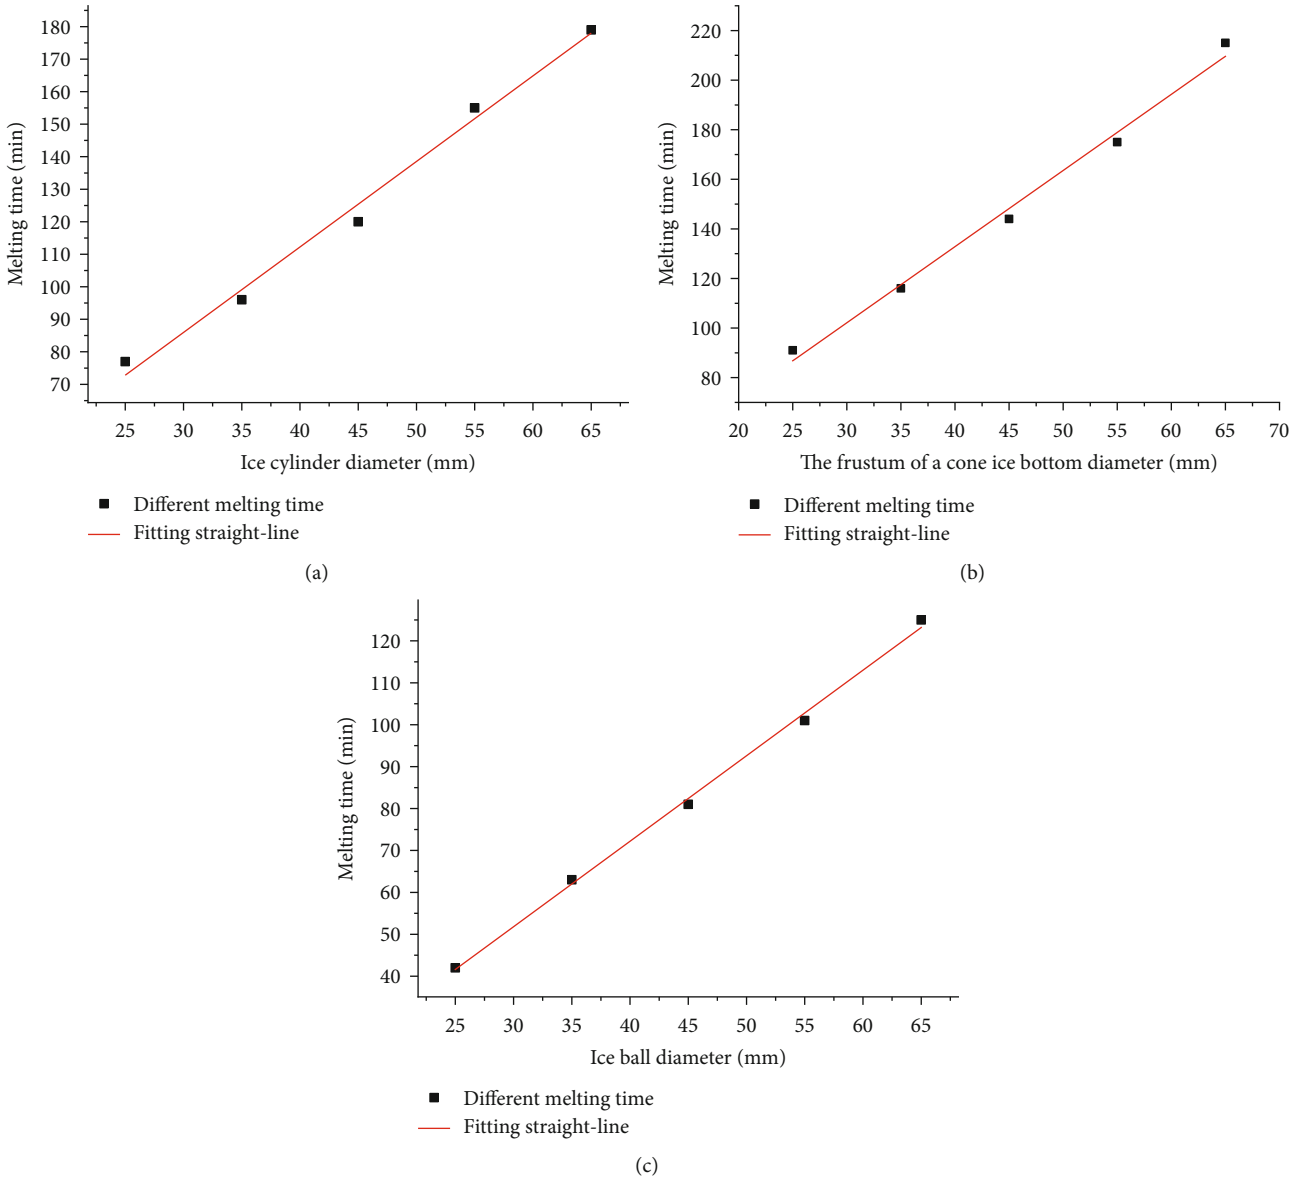 180
170
160
150
140
130
120
110
100
90
80
70
Melting time (min)
25 30 35 40 45 50 55 60 65
Ice cylinder diameter (mm)
Different melting time
Fitting straight-line
(a)
220
200
180
160
140
120
100
80
Melting time (min)
20 25 30 35 40 45 50 55 60 65 70
The frustum of a cone ice bottom diameter (mm)
Different melting time
Fitting straight-line
(b)
120
110
100
90
80
70
60
50
40
Melting time (min)
25 30 35 40 45 50 55 60 65
Ice ball diameter (mm)
Different melting time
Fitting straight-line
(c)